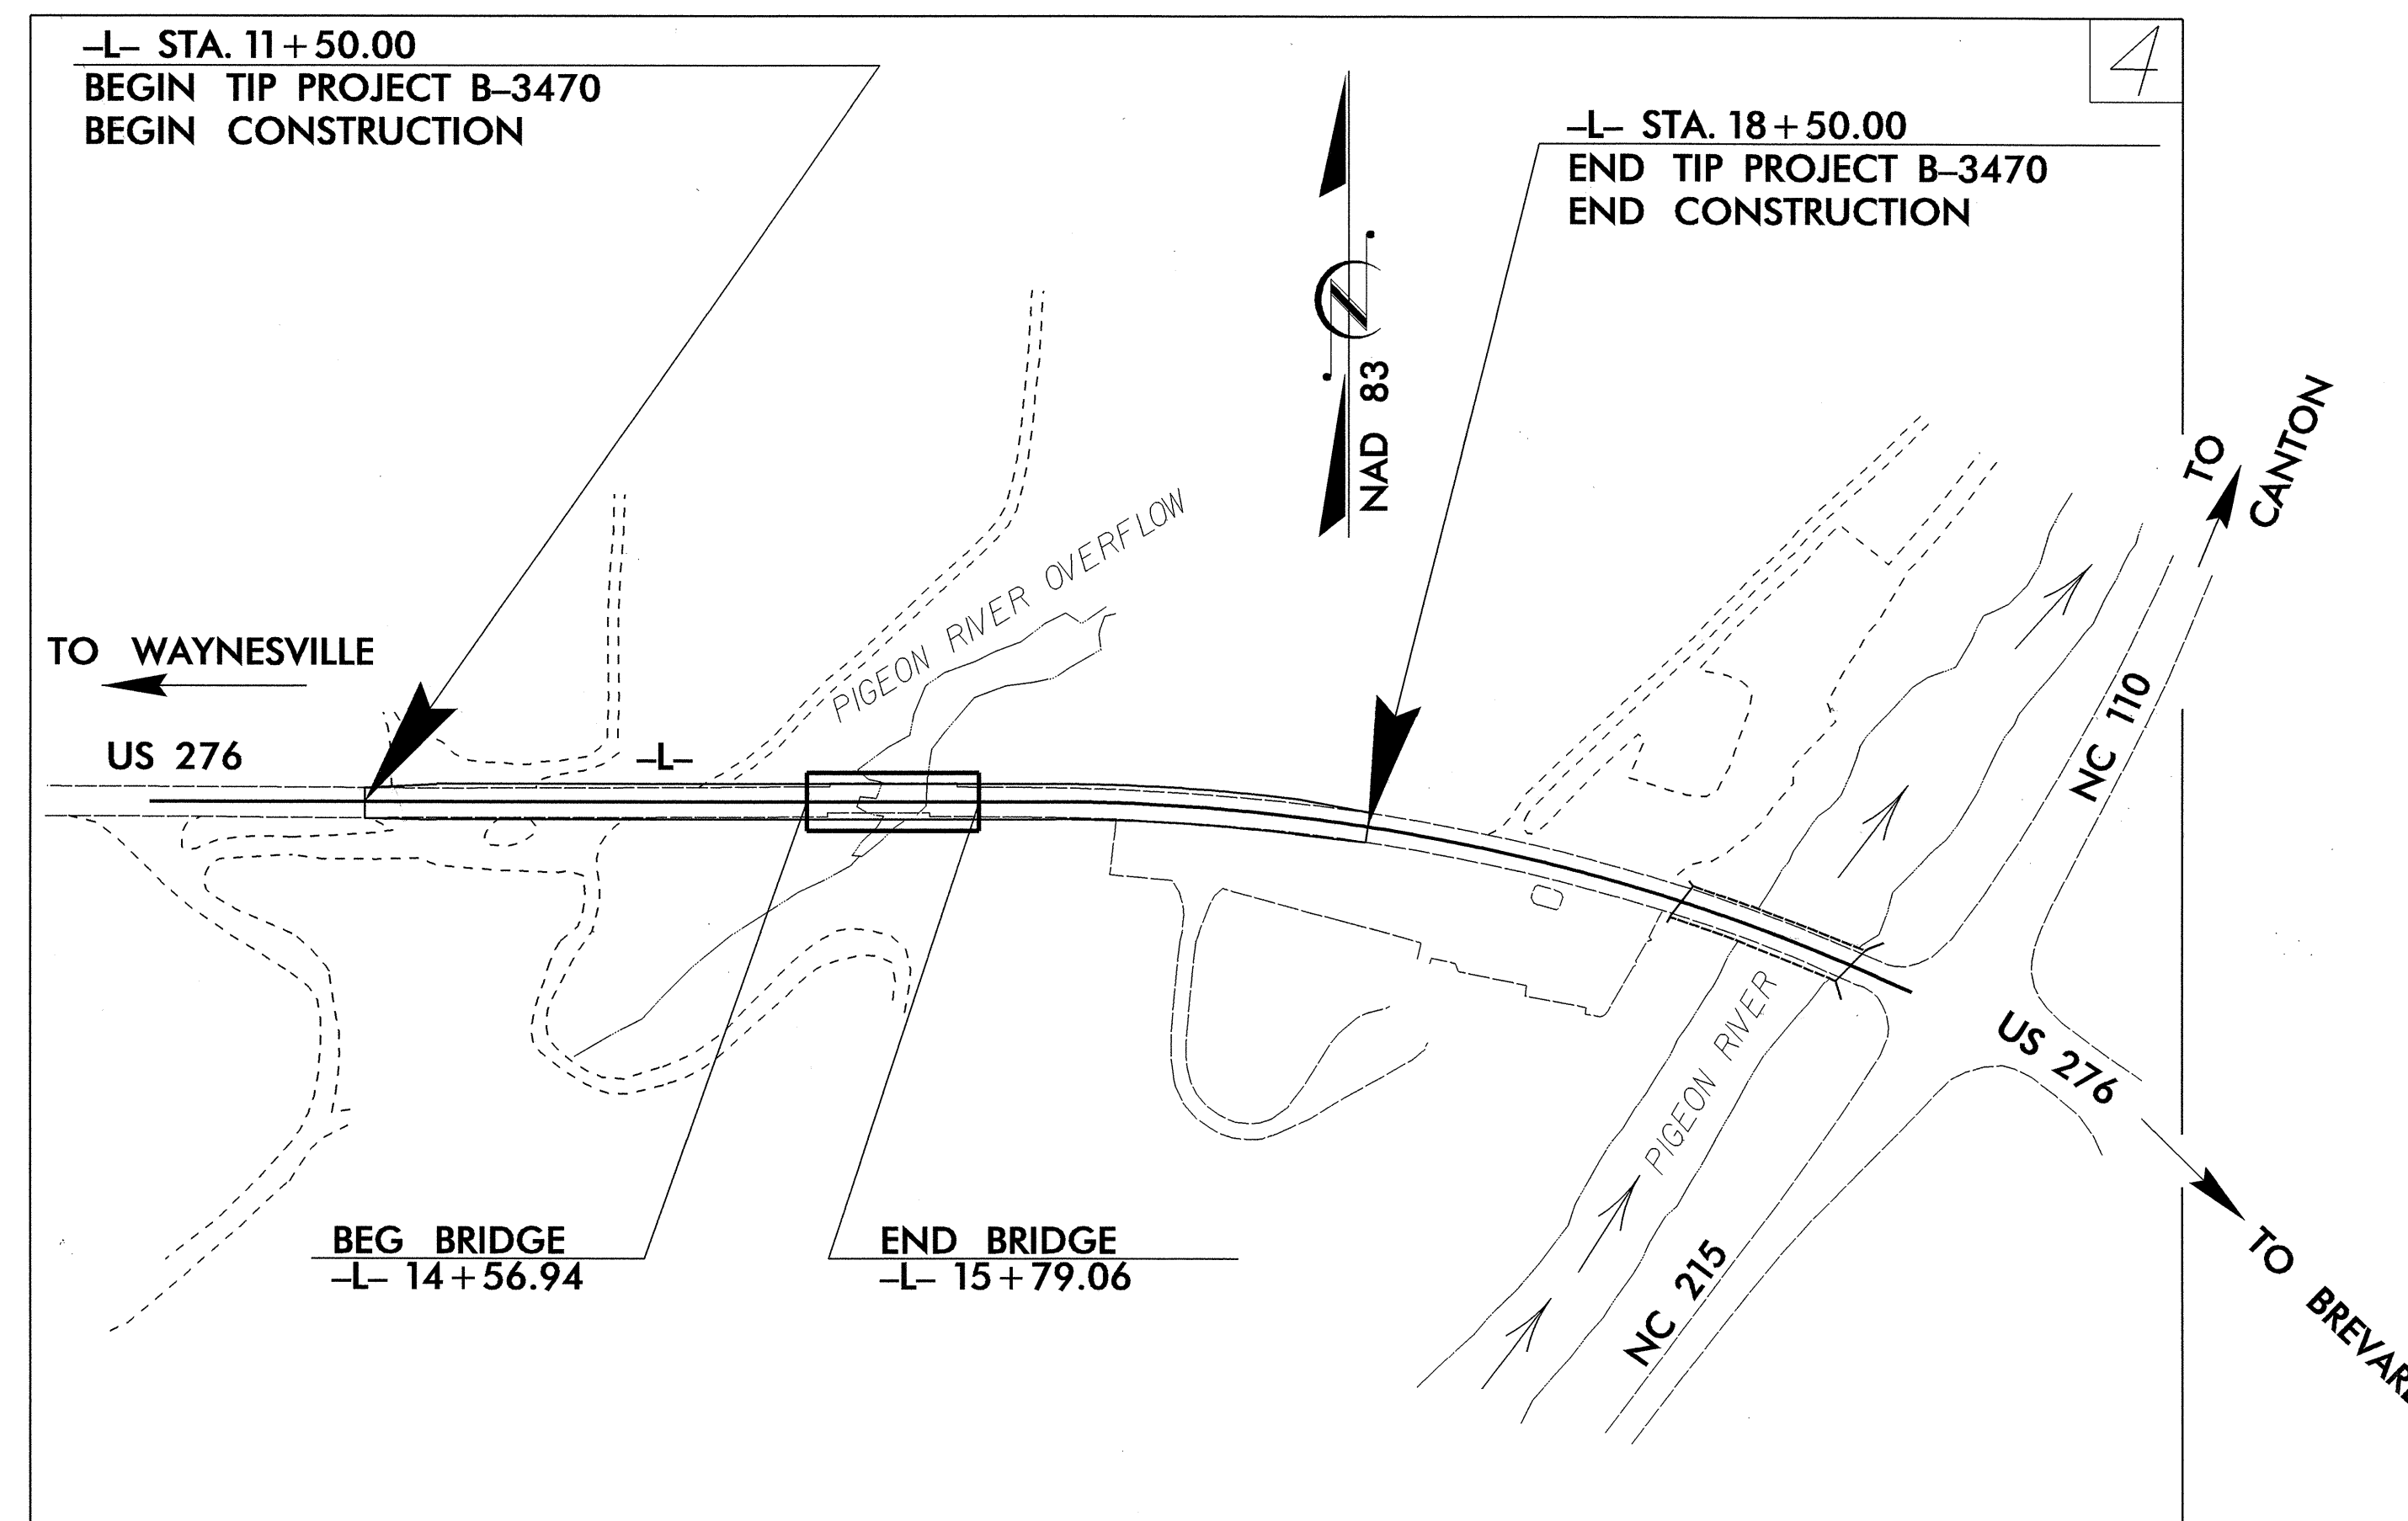 –L– STA. 11+50.00
BEGIN TIP PROJECT B–3470
BEGIN CONSTRUCTION
4
–L– STA. 18+50.00
END TIP PROJECT B–3470
END CONSTRUCTION
N
NAD 83
TO
CANTON
PIGEON RIVER OVERFLOW
TO WAYNESVILLE
US 276
–L–
NC 110
PIGEON RIVER
US 276
BEG BRIDGE
–L– 14+56.94
END BRIDGE
–L– 15+79.06
NC 215
TO